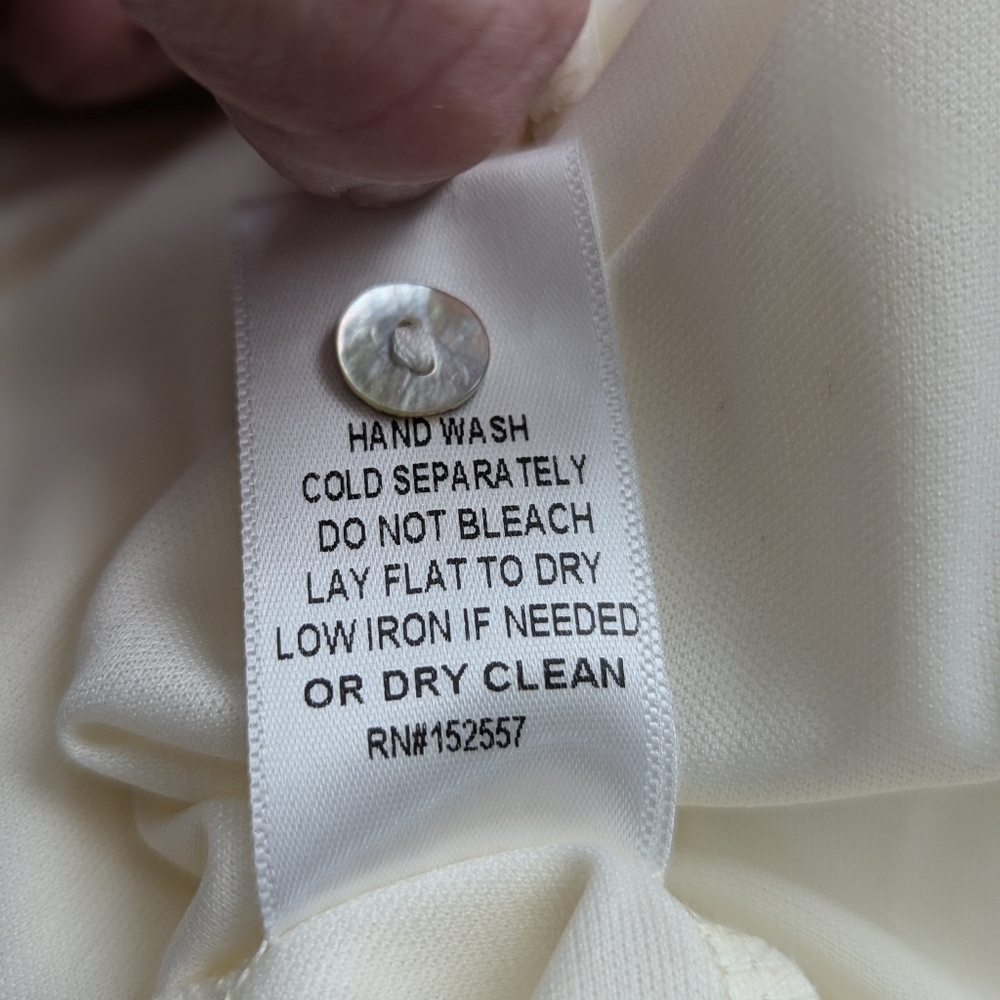 HAND WASH
COLD SEPARATELY
DO NOT BLEACH
LAY FLAT TO DRY
LOW IRON IF NEEDED
OR DRY CLEAN
RN#152557